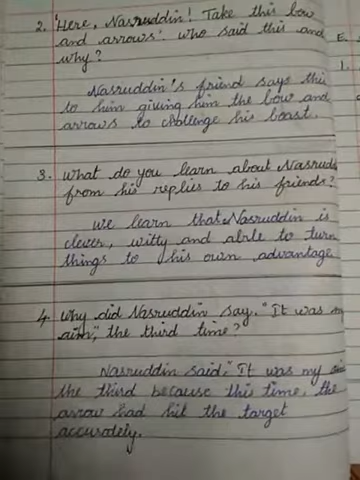 2. 'Here, Nasruddin! Take this bow
and arrows'. who said this and
why?
Nasruddin's friend says this
to him giving him the bow and
arrows to challenge his boast.
3. What do you learn about Nasrudd
from his replies to his friends?
We learn that Nasruddin is
clever, witty and able to turn
things to his own advantage
4. Why did Nasruddin say. "It was my
aim", the third time?
Nasruddin said, "It was my
the third because this time, the
arrow had hit the target
accurately.
E.
1.